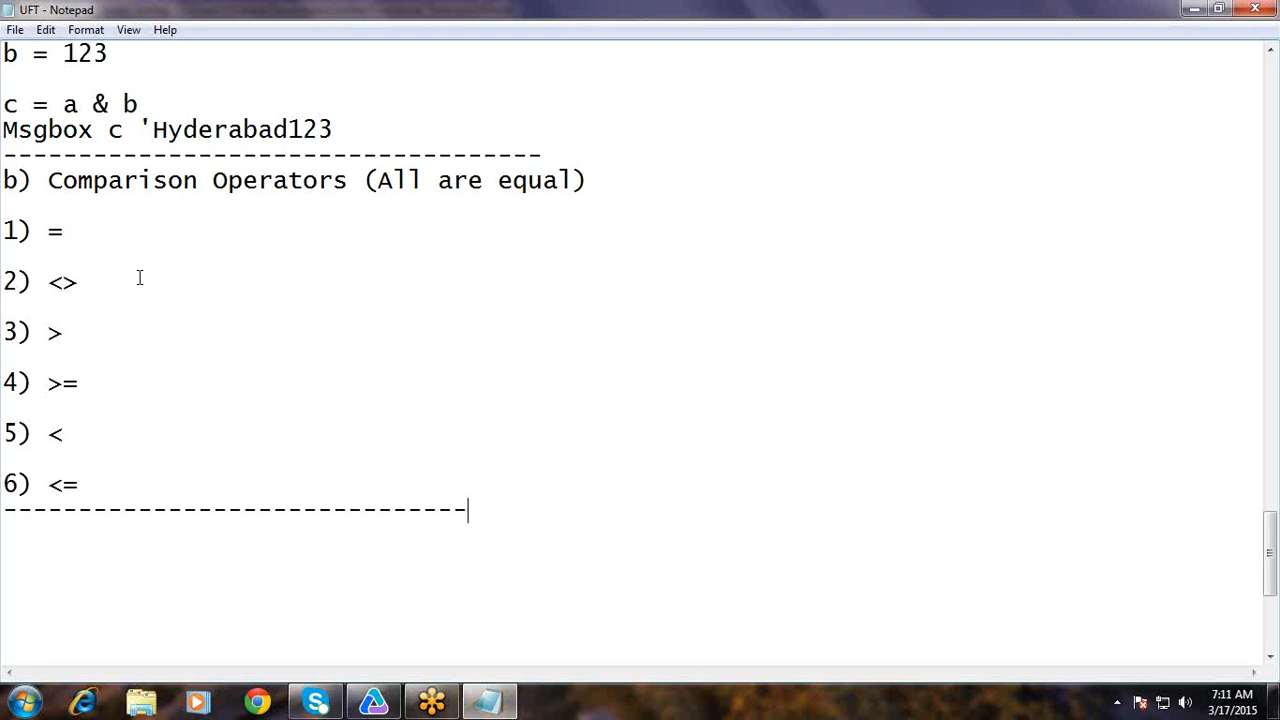 UFT - Notepad
File Edit Format View Help
b = 123
c = a & b
Msgbox c 'Hyderabad123
------------------------------------
b) Comparison Operators (All are equal)
1) =
2) <>
3) >
4) >=
5) <
6) <=
-------------------------------
7:11 AM
3/17/2015